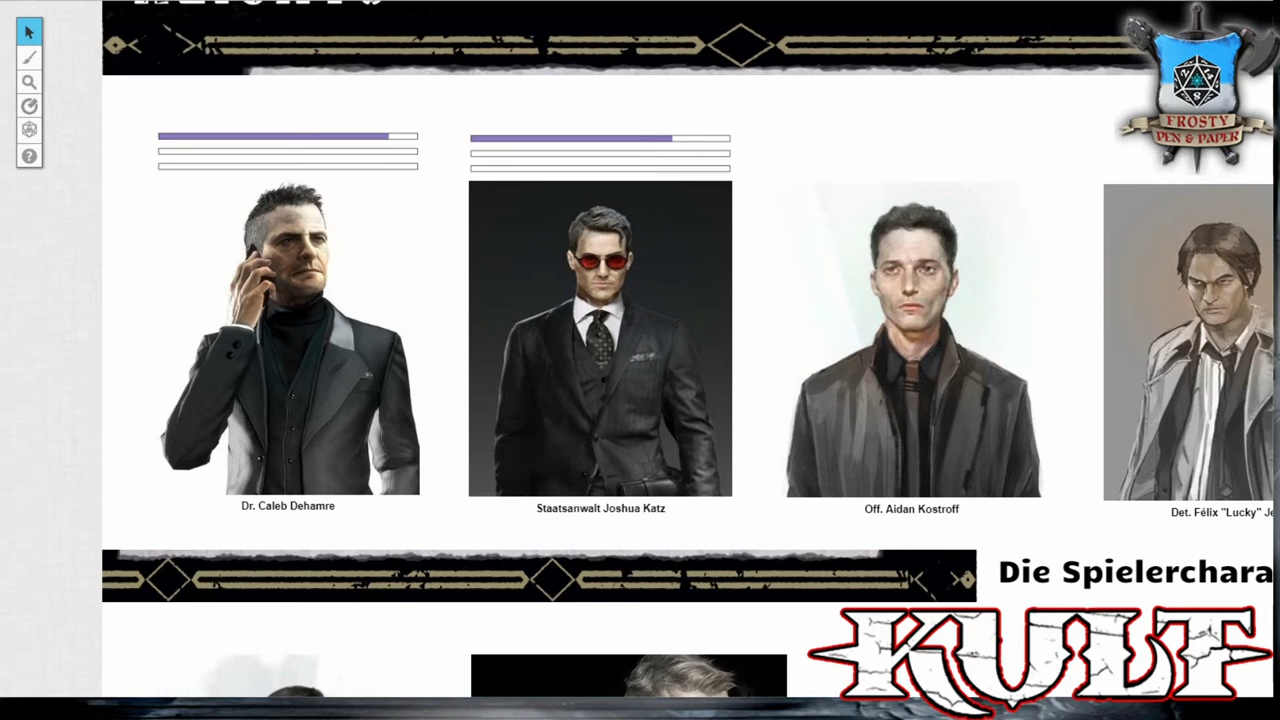 FROSTY
PEN & PAPER
Dr. Caleb Dehamre
Staatsanwalt Joshua Katz
Off. Aidan Kostroff
Det. Félix "Lucky"
Die Spielerchara
KULT